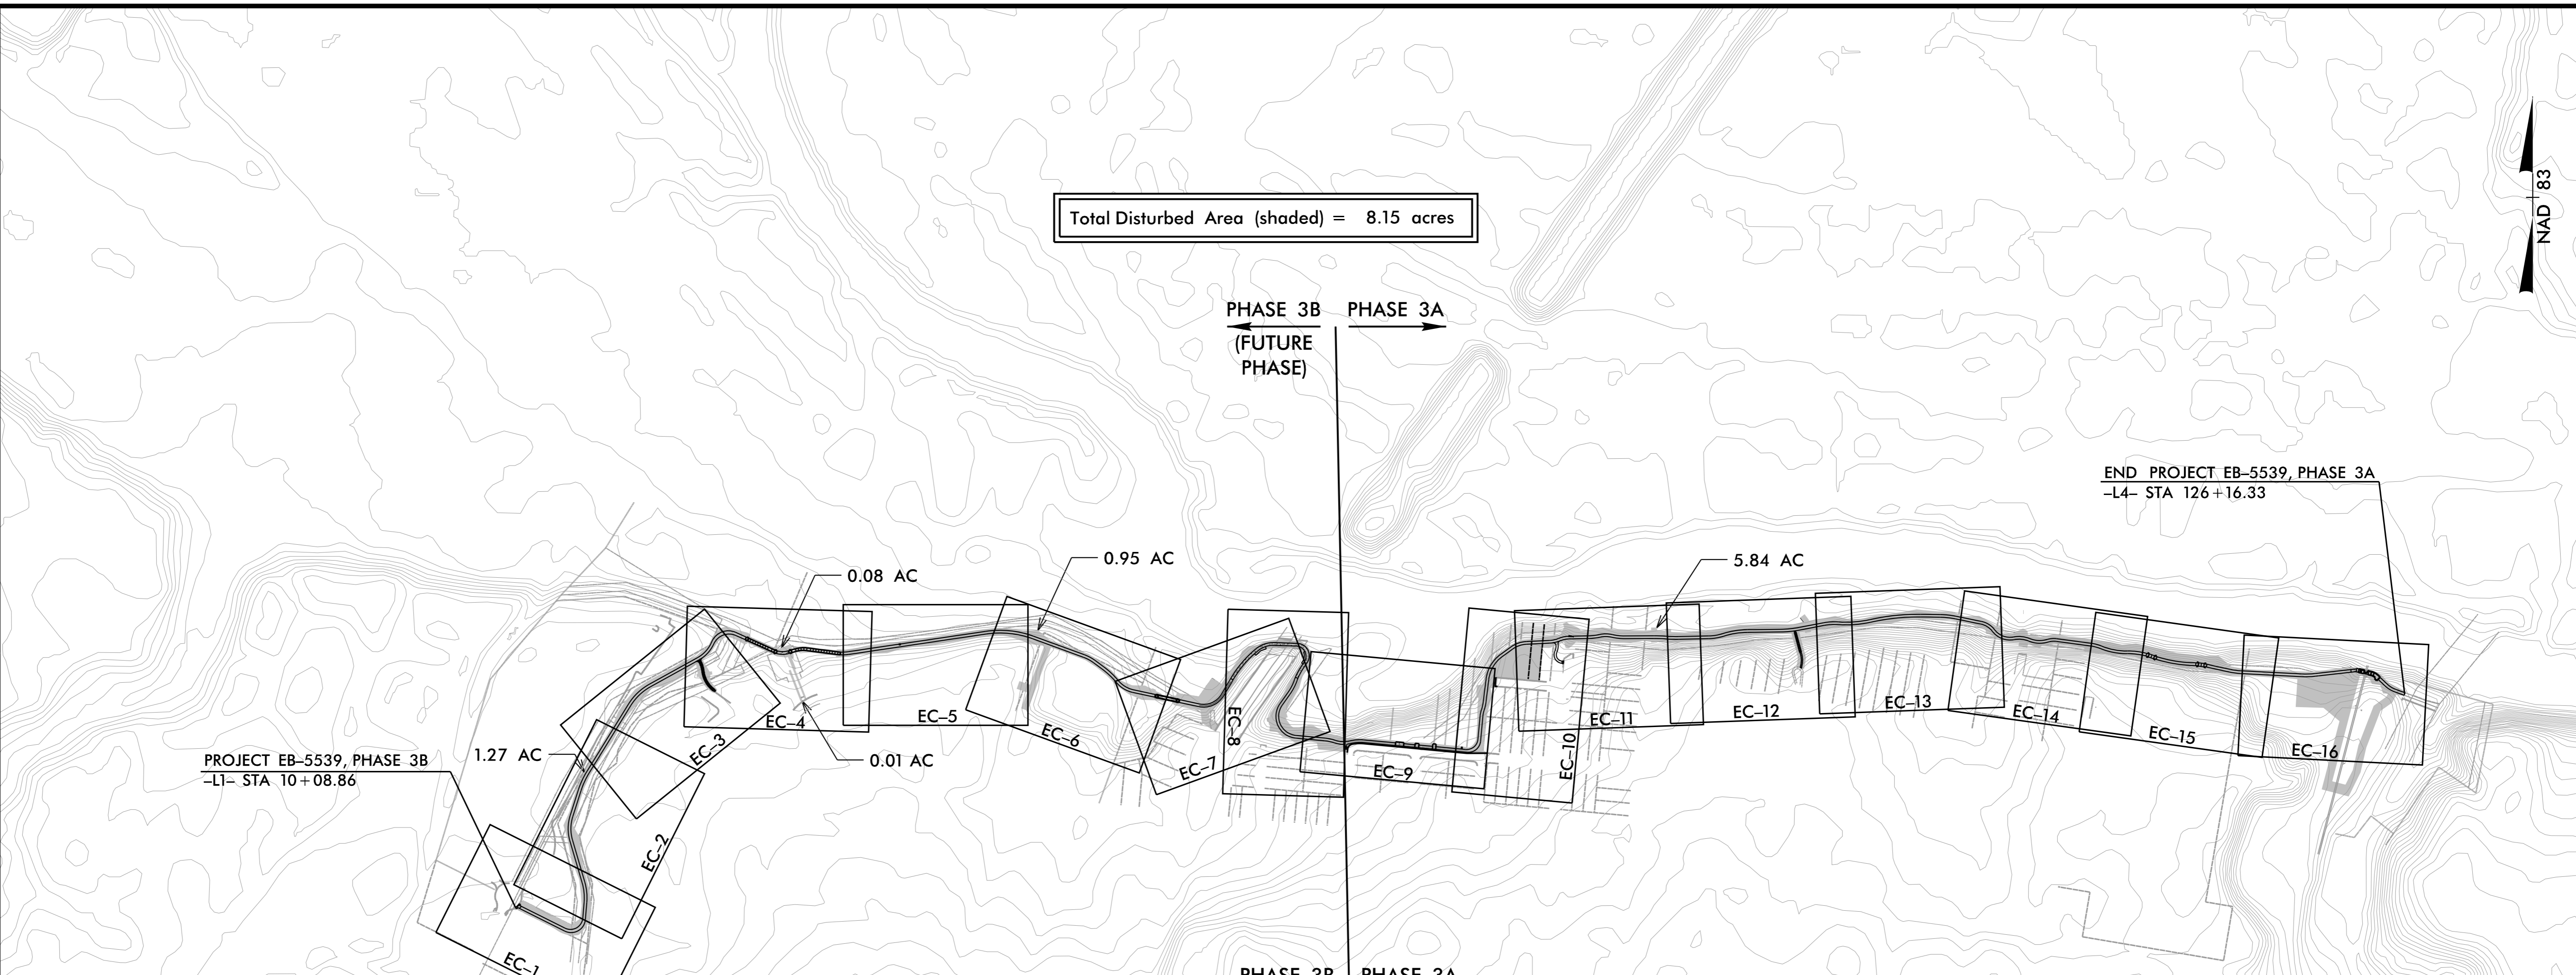 Total Disturbed Area (shaded) = 8.15 acres
NAD 83
PHASE 3B PHASE 3A
(FUTURE
PHASE)
END PROJECT EB–5539, PHASE 3A
–L4– STA 126+16.33
0.08 AC
0.95 AC
5.84 AC
1.27 AC
0.01 AC
PROJECT EB–5539, PHASE 3B
–L1– STA 10+08.86
EC–1
EC–2
EC–3
EC–4
EC–5
EC–6
EC–7
EC–8
EC–9
EC–10
EC–11
EC–12
EC–13
EC–14
EC–15
EC–16
PHASE 3B PHASE 3A